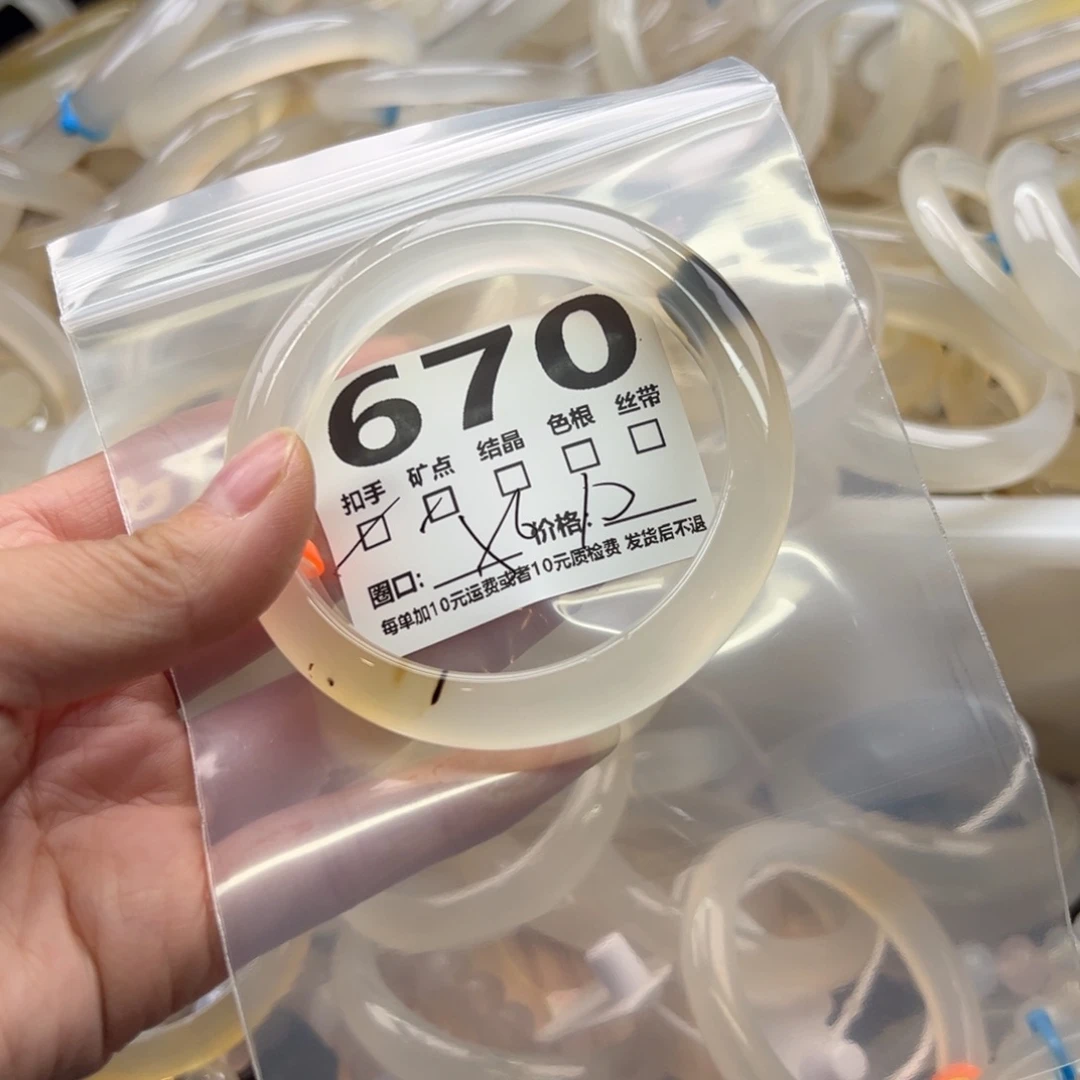 670
扣手 矿点 结晶 色根 丝带
圈口: 价格:
每单加10元运费或者10元质检费 发货后不退